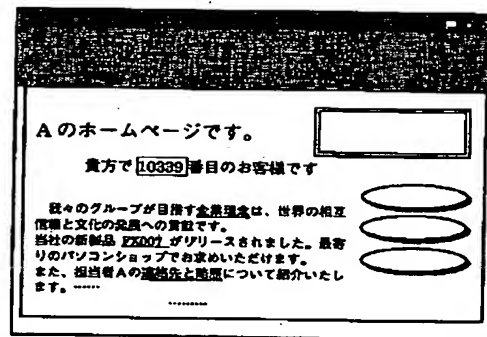 Aのホームページです。
貴方で10339番目のお客様です
我々のグループが目指す企業理念は、世界の相互
信頼と文化の発展への貢献です。
当社の新製品 FX007 がリリースされました。最寄
りのパソコンショップでお求めいただけます。
また、担当者Aの連絡先と略歴について紹介いたし
ます。……
………